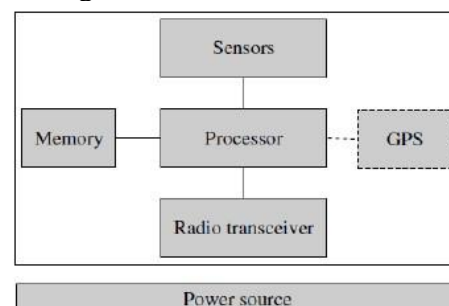 Sensors
Memory
Processor
GPS
Radio transceiver
Power source